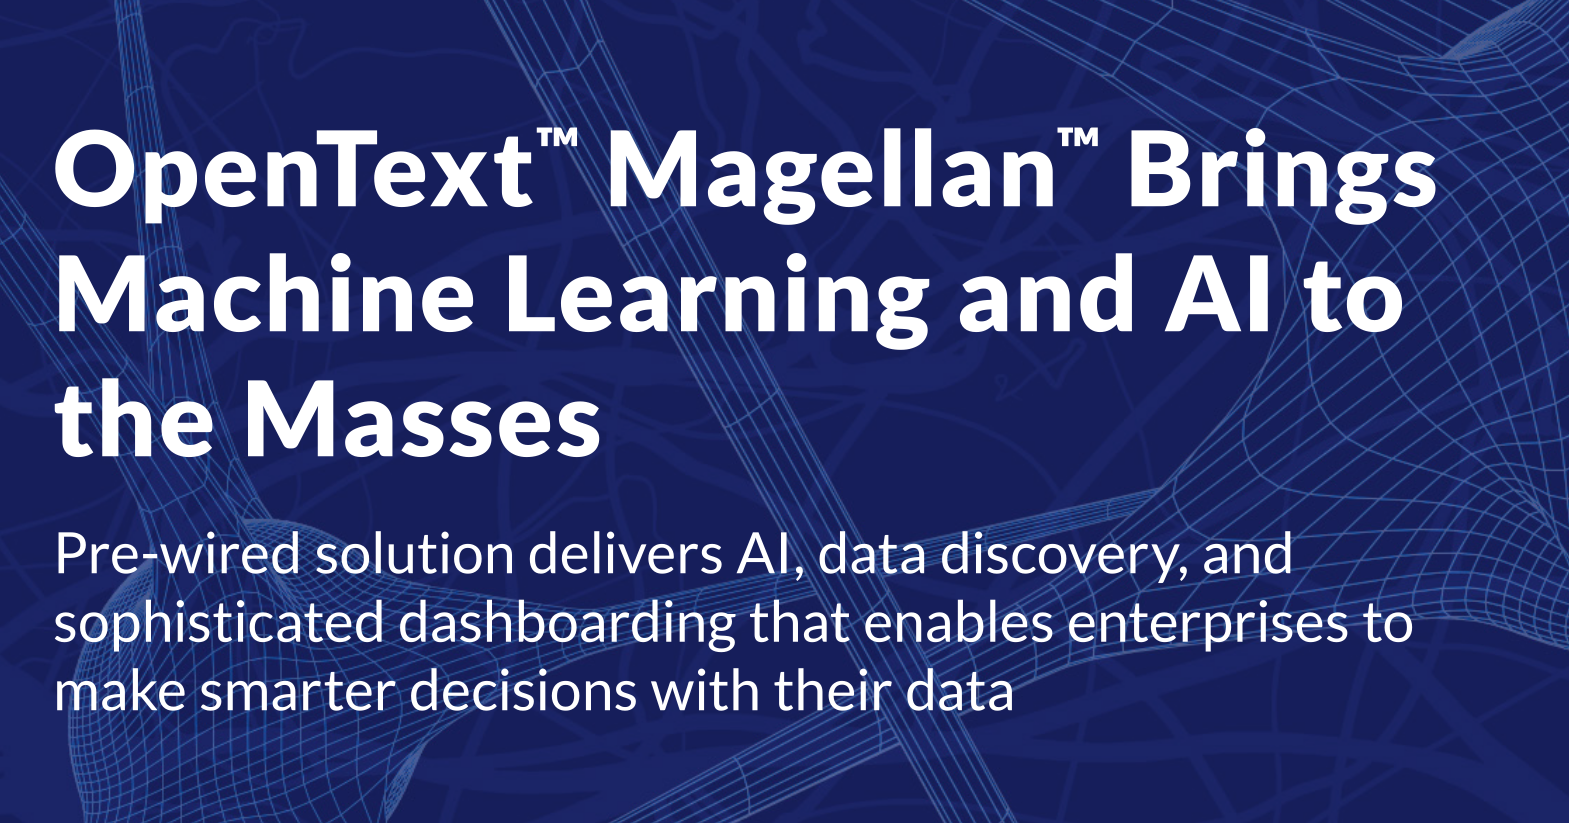 OpenText™ Magellan™ Brings
Machine Learning and AI to
the Masses
Pre-wired solution delivers AI, data discovery, and
sophisticated dashboarding that enables enterprises to
make smarter decisions with their data